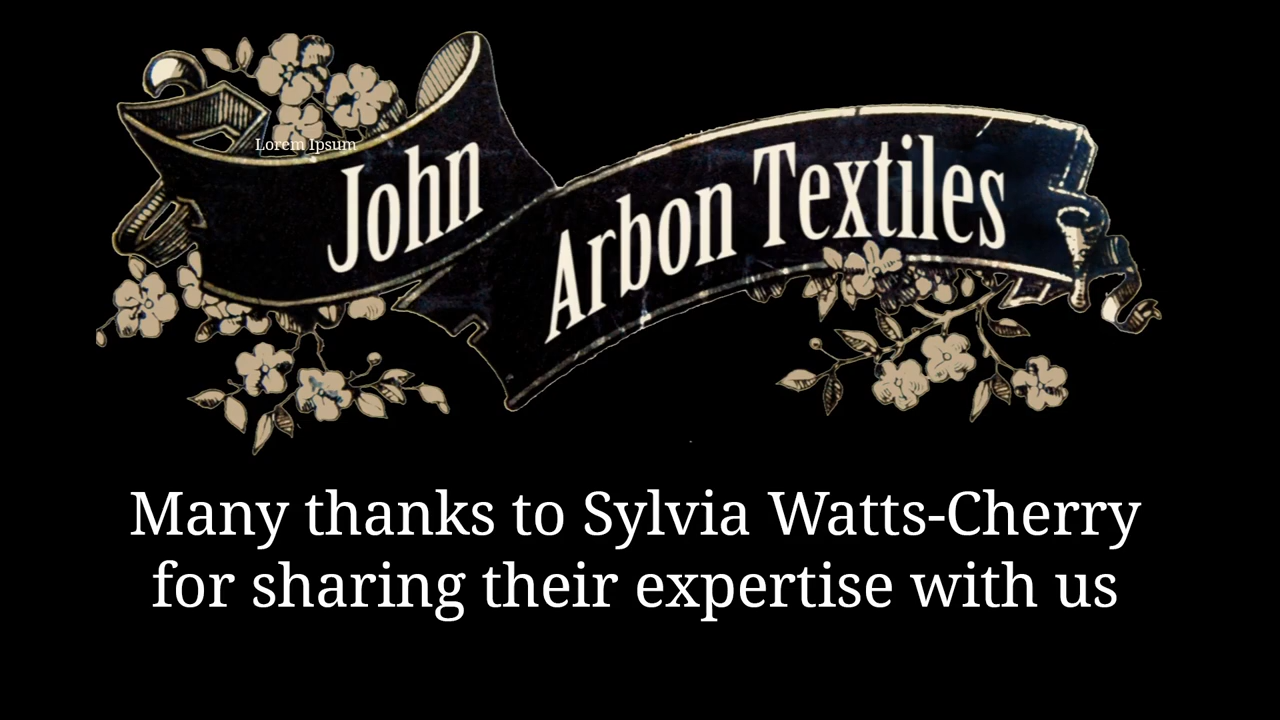 Lorem Ipsum
John
Arbon Textiles
Many thanks to Sylvia Watts-Cherry
for sharing their expertise with us